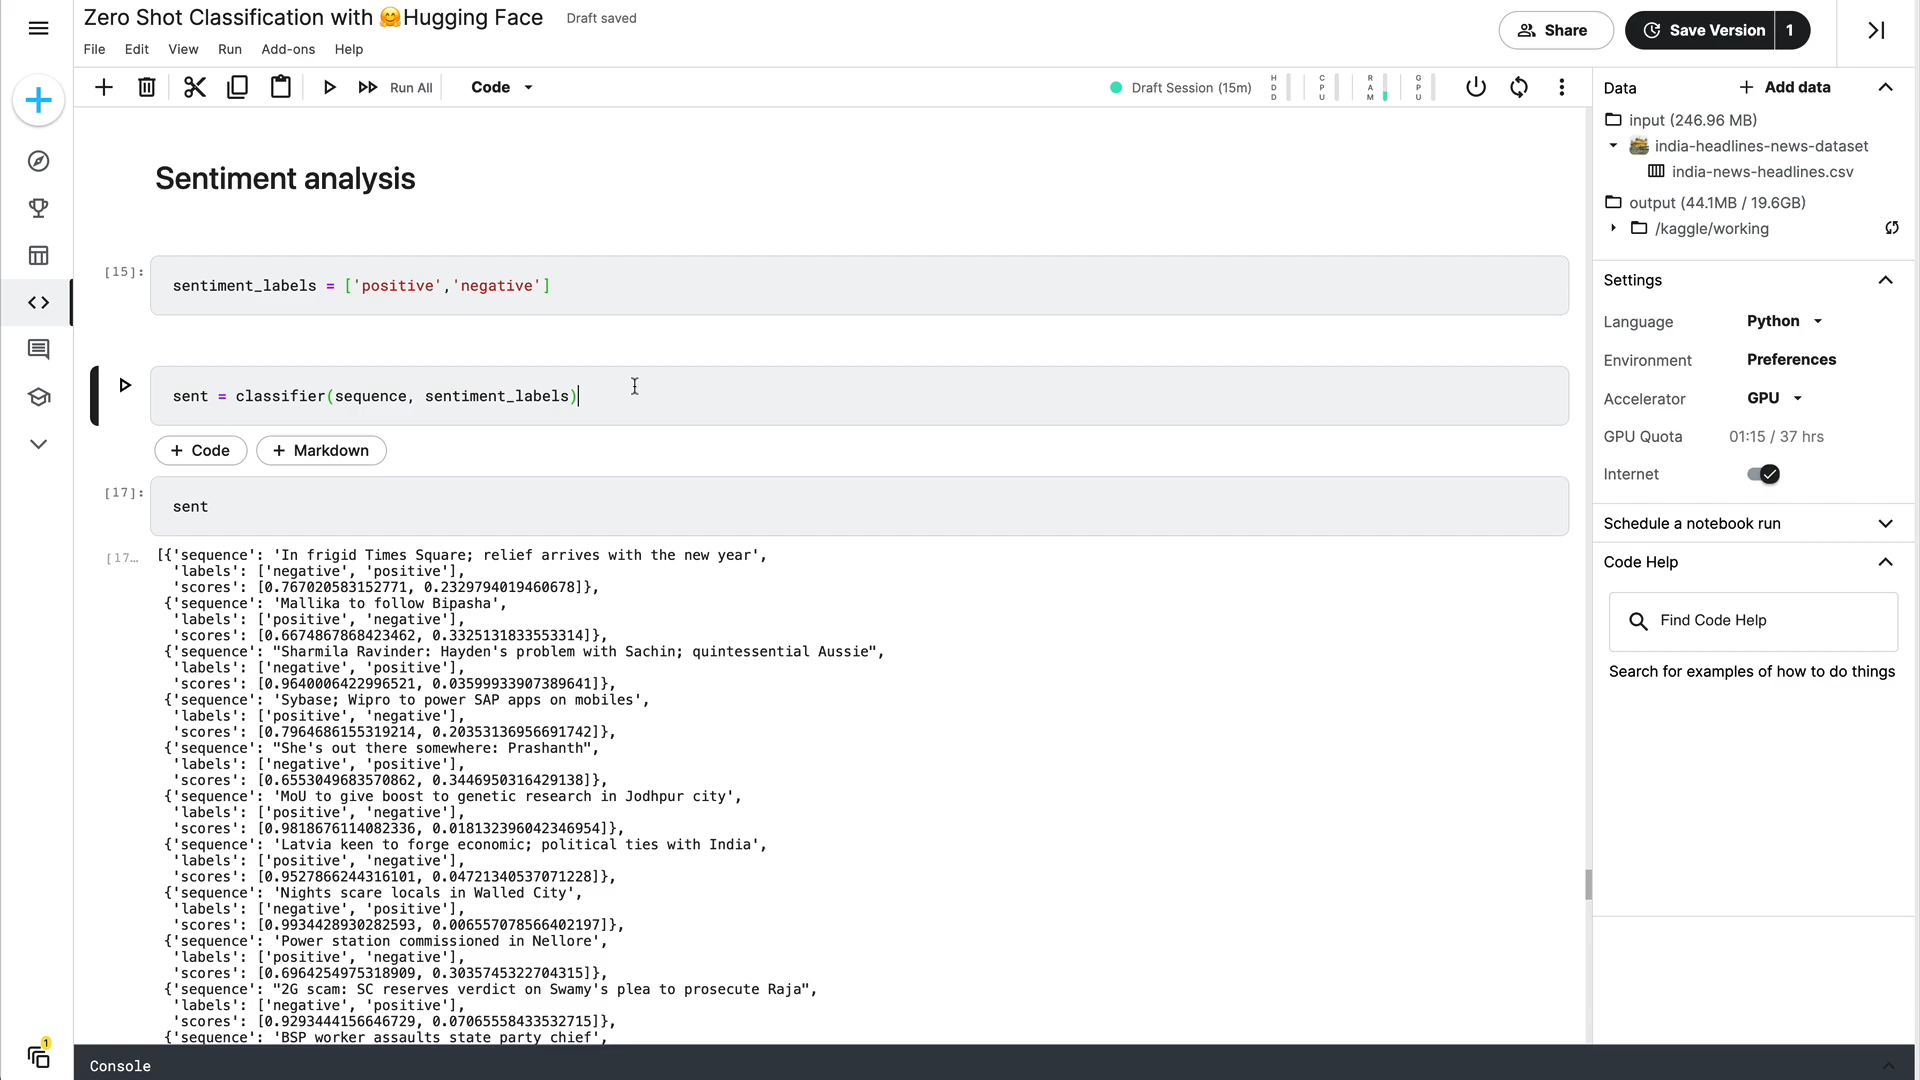 Zero Shot Classification with 🤗Hugging Face Draft saved
Share
Save Version 1
File Edit View Run Add-ons Help
Run All Code
Draft Session (15m) HDD CPU RAM GPU
Data
Add data
input (246.96 MB)
india-headlines-news-dataset
india-news-headlines.csv
output (44.1MB / 19.6GB)
/kaggle/working
Settings
Language Python
Environment Preferences
Accelerator GPU
GPU Quota 01:15 / 37 hrs
Internet
Schedule a notebook run
Code Help
Find Code Help
Search for examples of how to do things
Sentiment analysis
[15]:
sentiment_labels = ['positive','negative']
sent = classifier(sequence, sentiment_labels)
+ Code + Markdown
[17]:
sent
[17…
[{'sequence': 'In frigid Times Square; relief arrives with the new year',
'labels': ['negative', 'positive'],
'scores': [0.767020583152771, 0.2329794019460678]},
{'sequence': 'Mallika to follow Bipasha',
'labels': ['positive', 'negative'],
'scores': [0.6674867868423462, 0.3325131833553314]},
{'sequence': "Sharmila Ravinder: Hayden's problem with Sachin; quintessential Aussie",
'labels': ['negative', 'positive'],
'scores': [0.9640006422996521, 0.03599933907389641]},
{'sequence': 'Sybase; Wipro to power SAP apps on mobiles',
'labels': ['positive', 'negative'],
'scores': [0.7964686155319214, 0.20353136956691742]},
{'sequence': "She's out there somewhere: Prashanth",
'labels': ['negative', 'positive'],
'scores': [0.6553049683570862, 0.3446950316429138]},
{'sequence': 'MoU to give boost to genetic research in Jodhpur city',
'labels': ['positive', 'negative'],
'scores': [0.9818676114082336, 0.018132396042346954]},
{'sequence': 'Latvia keen to forge economic; political ties with India',
'labels': ['positive', 'negative'],
'scores': [0.9527866244316101, 0.04721340537071228]},
{'sequence': 'Nights scare locals in Walled City',
'labels': ['negative', 'positive'],
'scores': [0.9934428930282593, 0.006557078566402197]},
{'sequence': 'Power station commissioned in Nellore',
'labels': ['positive', 'negative'],
'scores': [0.6964254975318909, 0.3035745322704315]},
{'sequence': "2G scam: SC reserves verdict on Swamy's plea to prosecute Raja",
'labels': ['negative', 'positive'],
'scores': [0.9293444156646729, 0.07065558433532715]},
{'sequence': 'BSP worker assaults state party chief',
1
Console